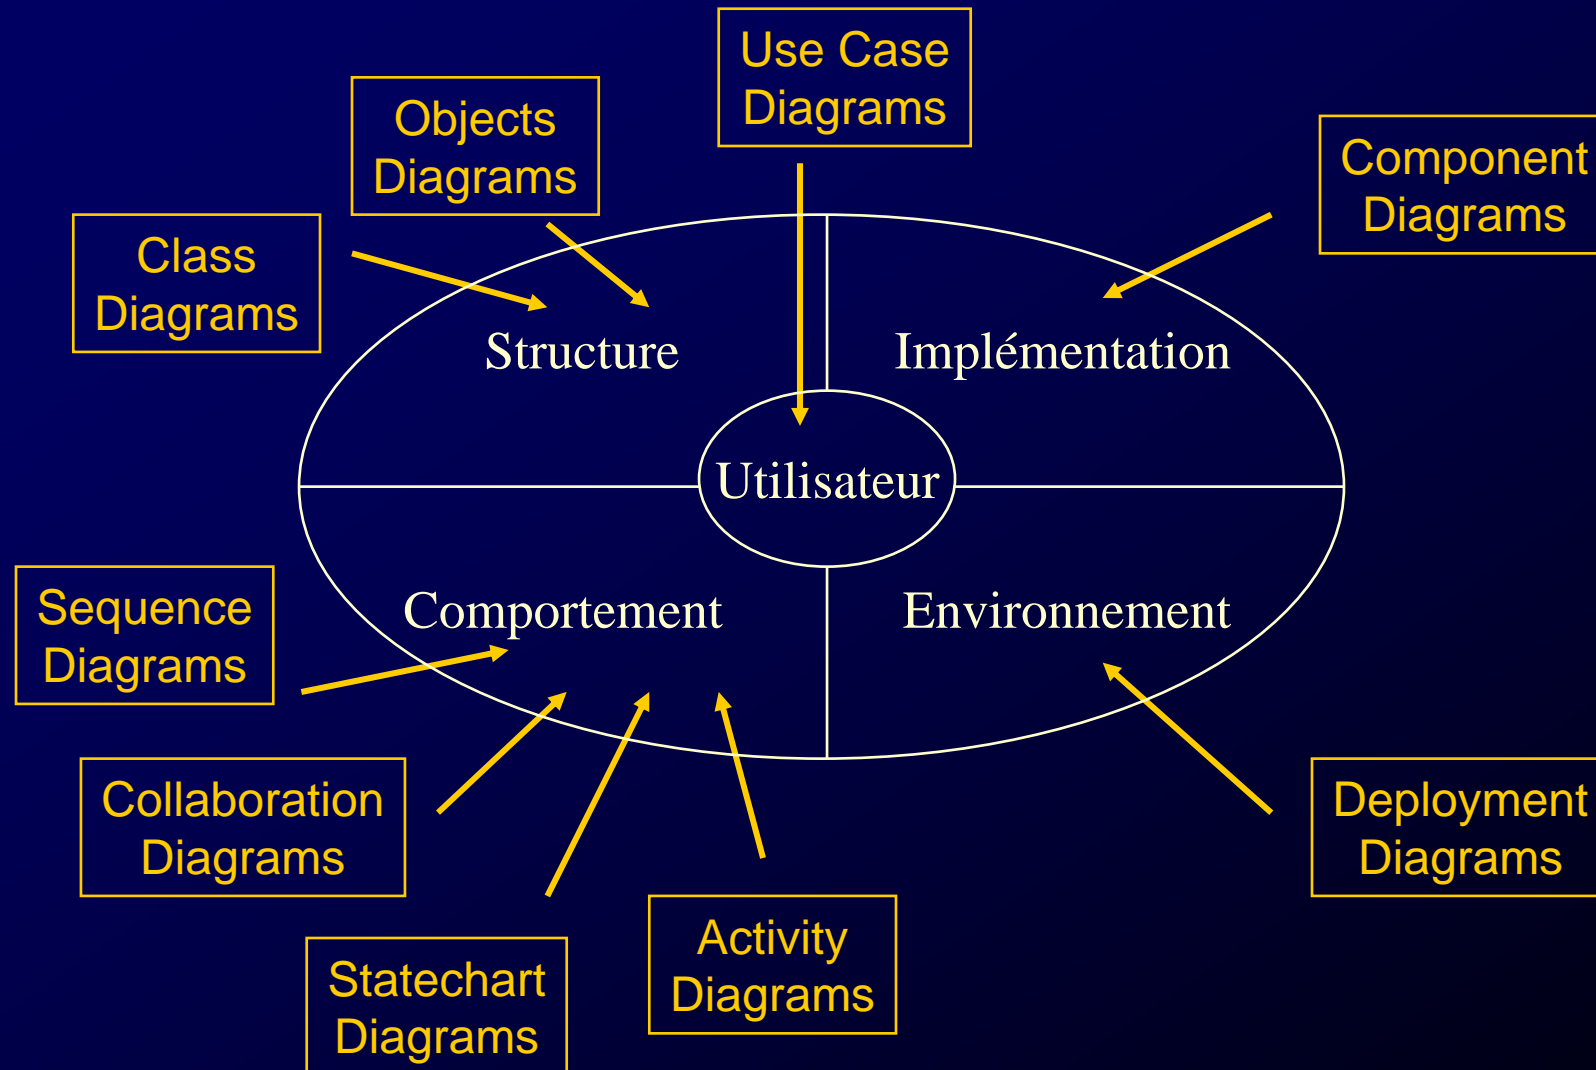 Use Case
Diagrams
Objects
Diagrams
Component
Diagrams
Class
Diagrams
Structure
Implémentation
Utilisateur
Comportement
Environnement
Sequence
Diagrams
Collaboration
Diagrams
Deployment
Diagrams
Activity
Diagrams
Statechart
Diagrams